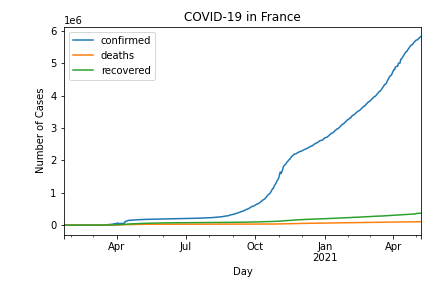 COVID-19 in France
1e6
confirmed
deaths
recovered
Number of Cases
6
5
4
3
2
1
0
Apr
Jul
Oct
Jan
2021
Apr
Day